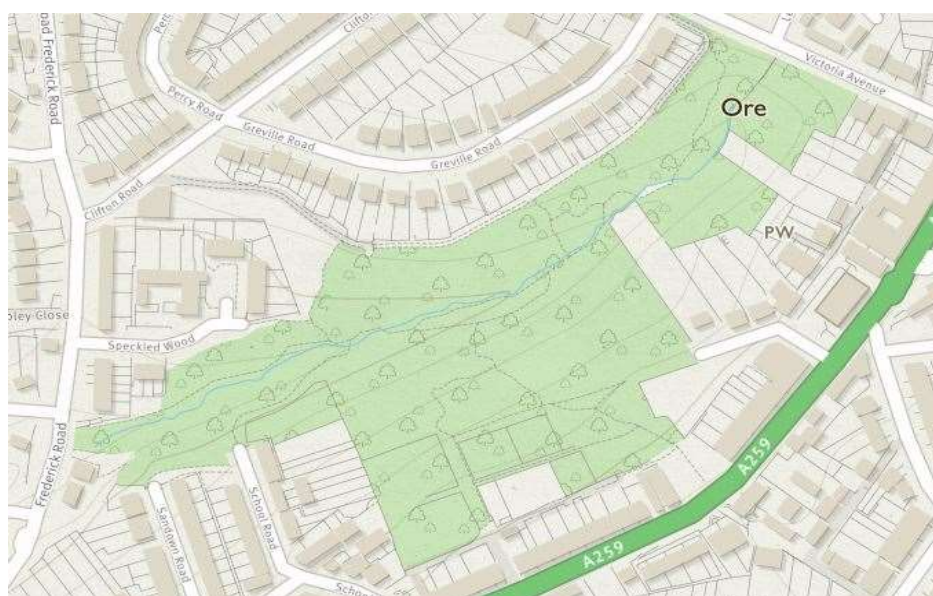 Frederick Road
Percy Road
Greville Road
Greville Road
Victoria Avenue
Ore
Clifton Road
PW
Speckled Wood
Frederick Road
Sandown Road
School Road
A259
A259